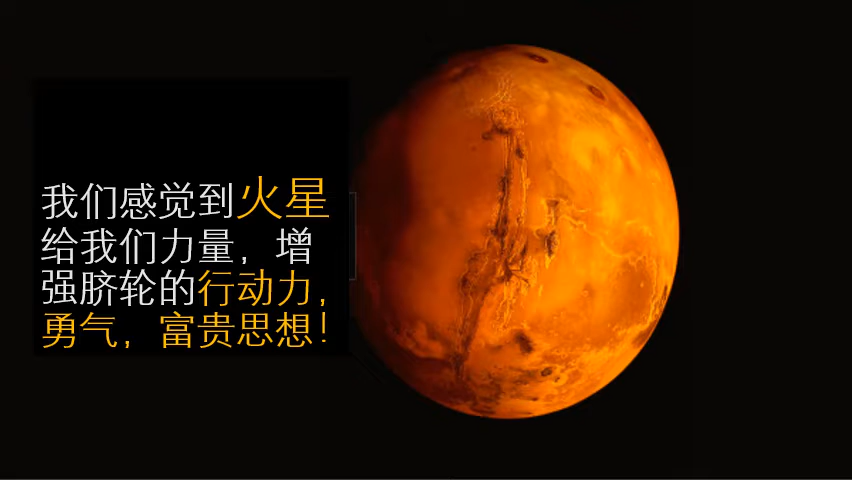 我们感觉到火星
给我们力量，增
强脐轮的行动力，
勇气，富贵思想！